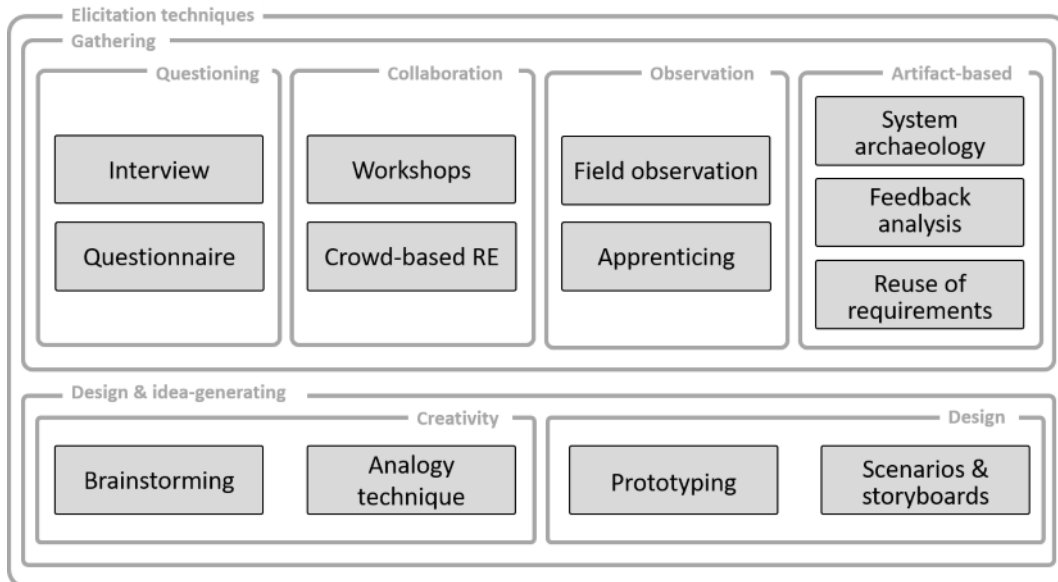 Elicitation techniques
Gathering
Questioning
Collaboration
Observation
Artifact-based
Interview
Questionnaire
Workshops
Crowd-based RE
Field observation
Apprenticing
System
archaeology
Feedback
analysis
Reuse of
requirements
Design & idea-generating
Creativity
Design
Brainstorming
Analogy
technique
Prototyping
Scenarios &
storyboards